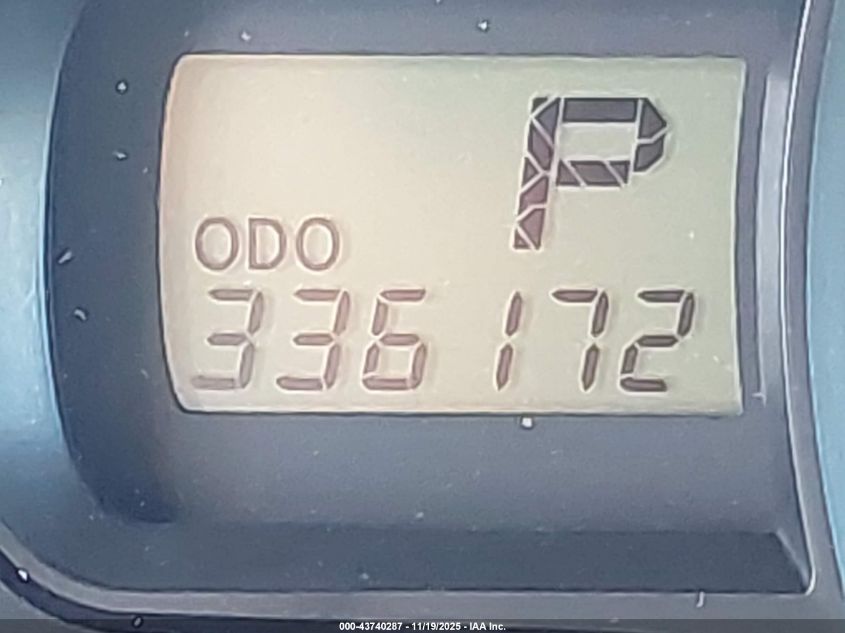 P
ODO
336172
000-43740287 - 11/19/2025 - IAA Inc.